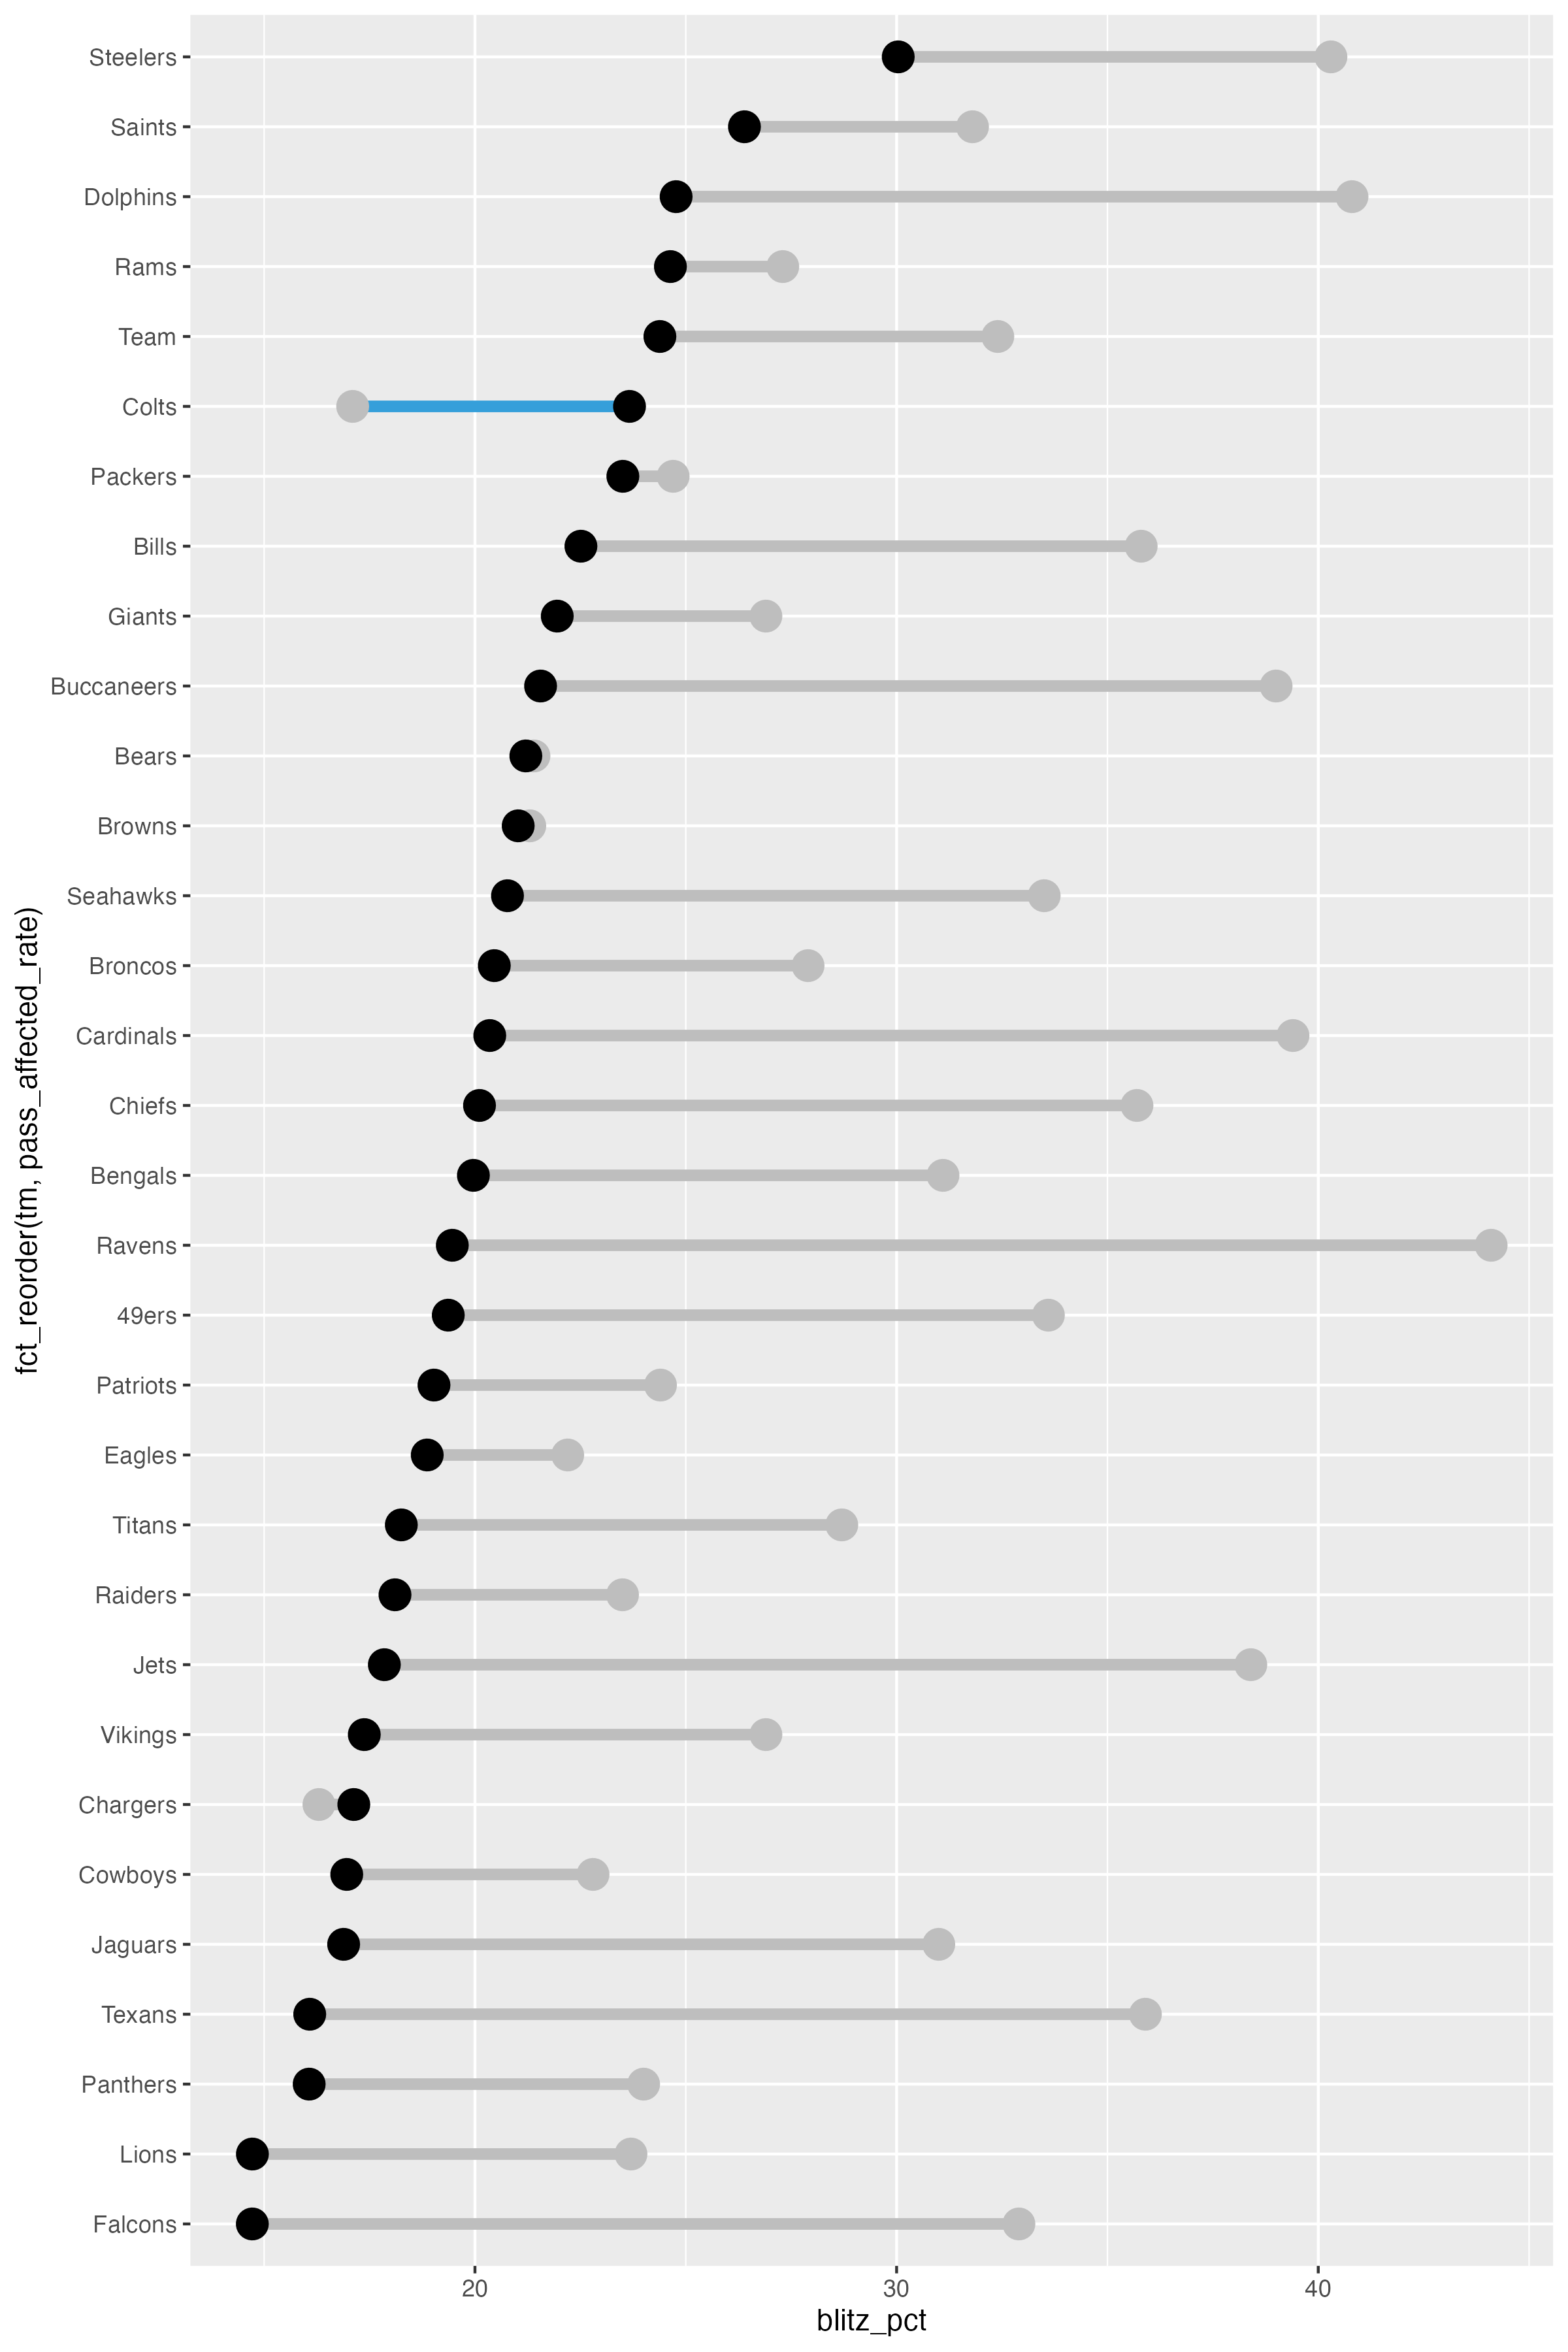 Steelers
Saints
Dolphins
Rams
Team
Colts
Packers
Bills
Giants
Buccaneers
Bears
Browns
Seahawks
Broncos
Cardinals
Chiefs
Bengals
Ravens
49ers
Patriots
Eagles
Titans
Raiders
Jets
Vikings
Chargers
Cowboys
Jaguars
Texans
Panthers
Lions
Falcons
fct_reorder(tm, pass_affected_rate)
20 30 40
blitz_pct